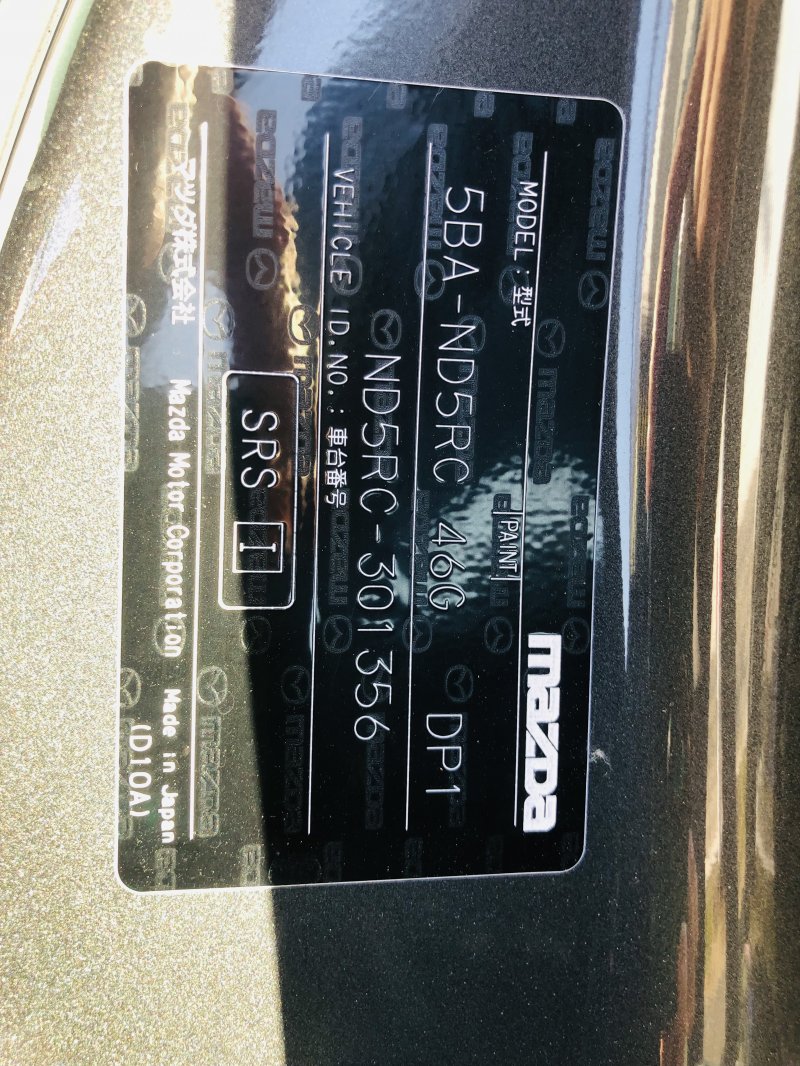 mazda
MODEL:型式 PAINT
5BA-ND5RC 46G DP1
VEHICLE ID.NO.:車台番号
ND5RC-301356
SRS I
マツダ株式会社 Mazda Motor Corporation Made in Japan
(D10A)